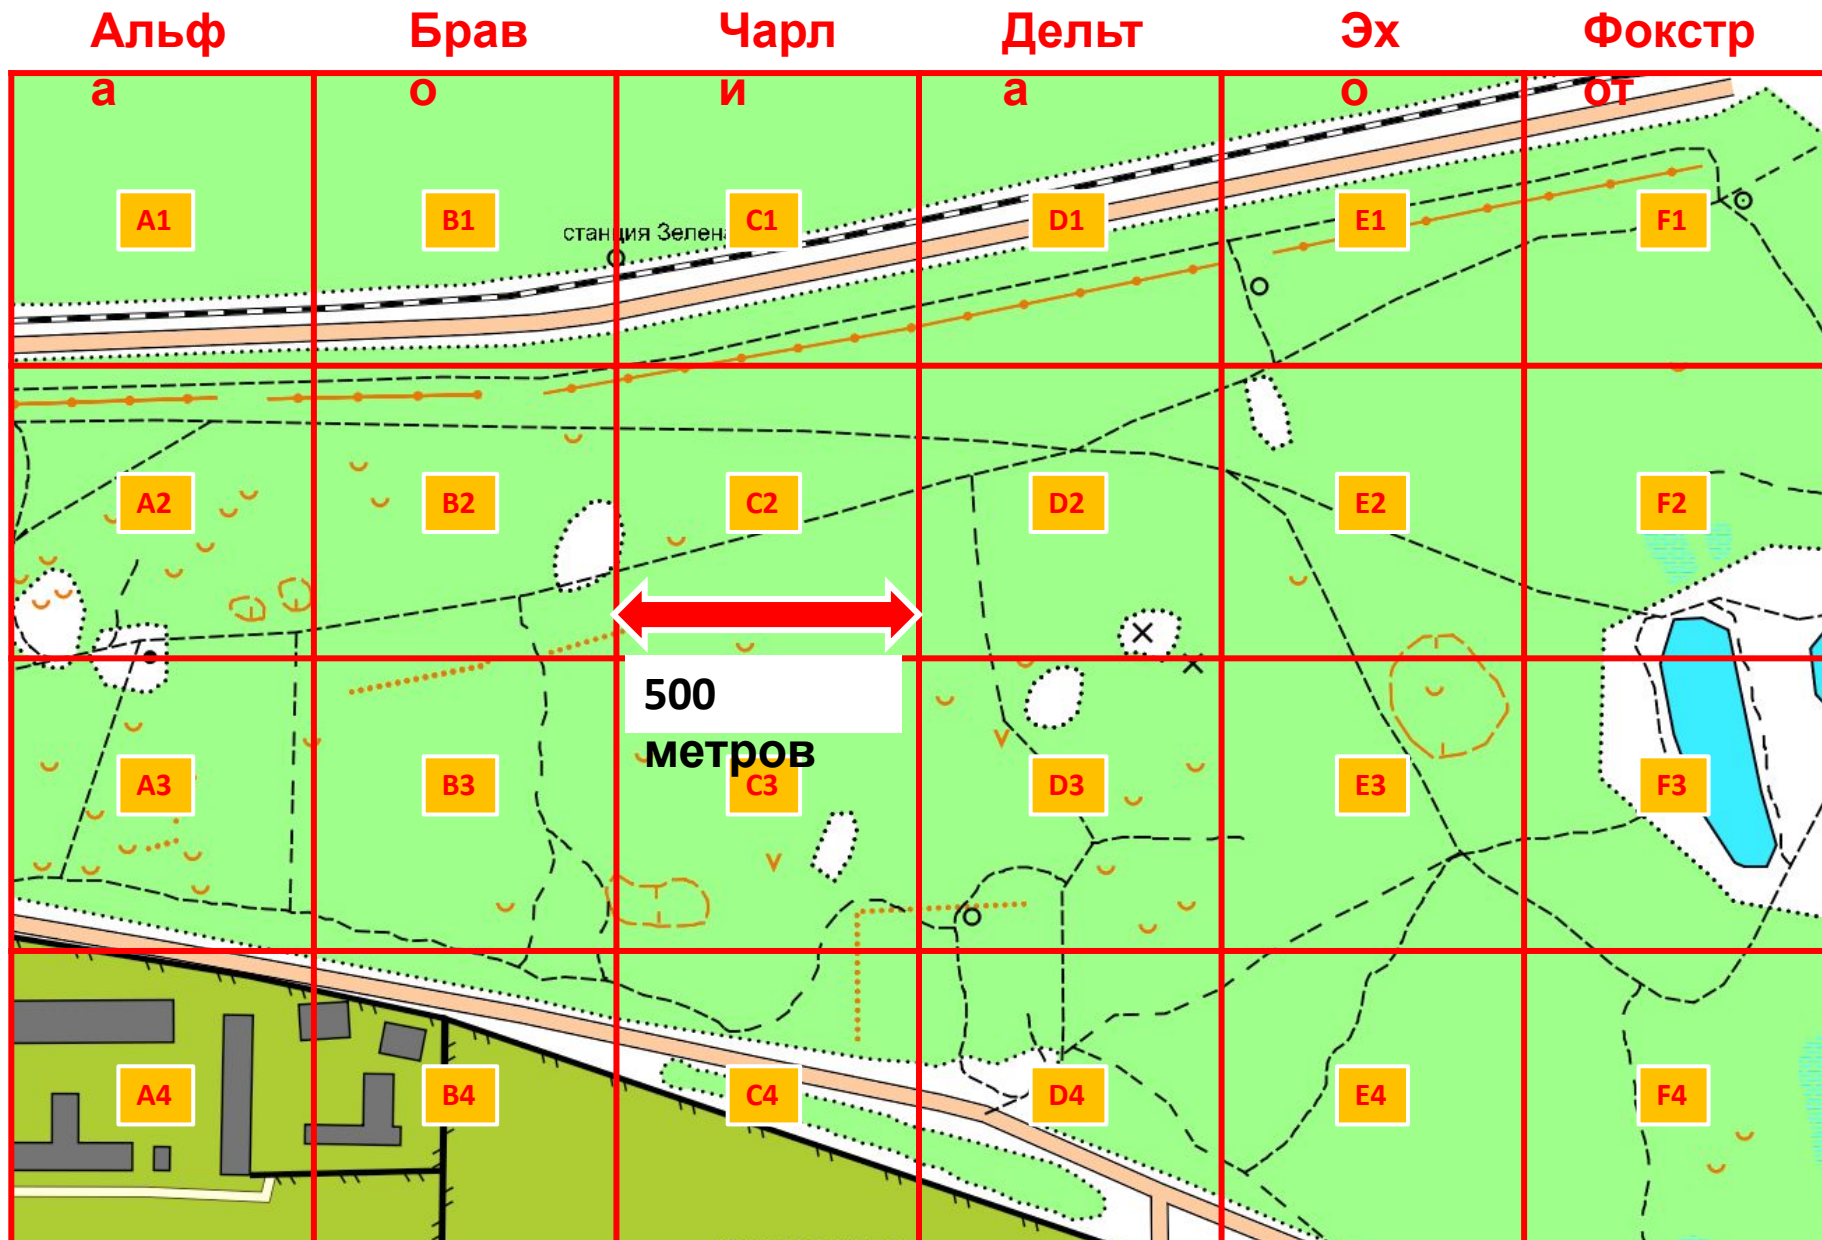 Альф Брав Чарл Дельт Эх Фокстр
а о и а о от
A1 B1 C1 D1 E1 F1
станция Зелена
A2 B2 C2 D2 E2 F2
500
метров
A3 B3 C3 D3 E3 F3
A4 B4 C4 D4 E4 F4